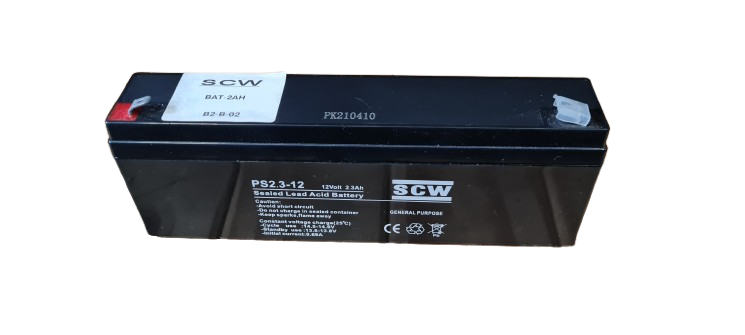 SCW
BAT-2AH
B2-B-02
PK210410
PS2.3-12
12Volt 2.3Ah
Sealed Lead Acid Battery
Caution:
-Avoid short circuit
-Do not charge in sealed container
-Keep sparks,flame away
Constant voltage charge(25℃)
-Cycle use :14.5-14.9V
-Standby use :13.6-13.8V
-Initial current:0.69A
SCW
GENERAL PURPOSE
CE
Pb